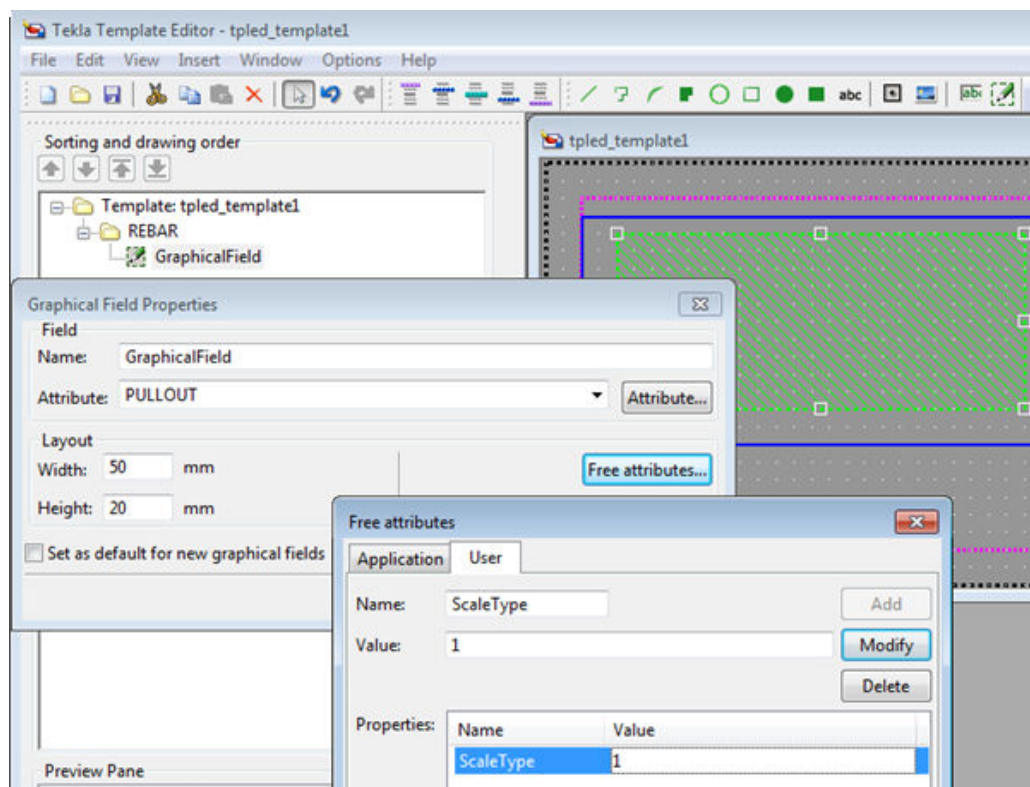 Tekla Template Editor - tpled_template1
File Edit View Insert Window Options Help
abc
abc
Sorting and drawing order
tpled_template1
Template: tpled_template1
REBAR
GraphicalField
Graphical Field Properties
Field
Name: GraphicalField
Attribute: PULLOUT Attribute...
Layout
Width: 50 mm Free attributes...
Height: 20 mm
Set as default for new graphical fields
Free attributes
Application User
Name: ScaleType Add
Value: 1 Modify
Delete
Properties: Name Value
ScaleType 1
Preview Pane